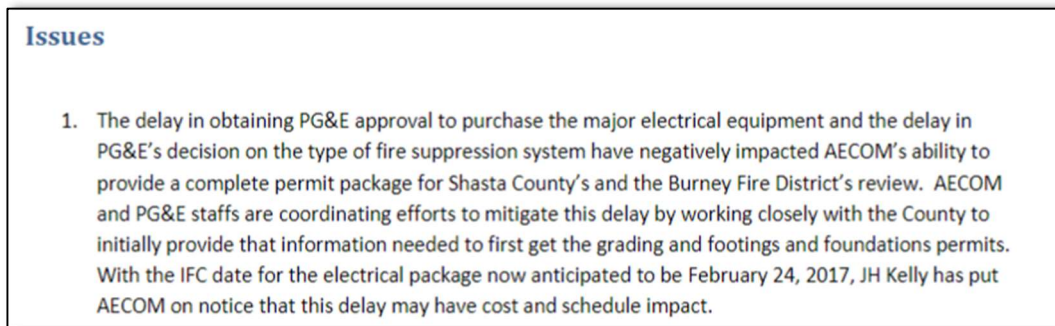 Issues
1. The delay in obtaining PG&E approval to purchase the major electrical equipment and the delay in
PG&E's decision on the type of fire suppression system have negatively impacted AECOM's ability to
provide a complete permit package for Shasta County's and the Burney Fire District's review.  AECOM
and PG&E staffs are coordinating efforts to mitigate this delay by working closely with the County to
initially provide that information needed to first get the grading and footings and foundations permits.
With the IFC date for the electrical package now anticipated to be February 24, 2017, JH Kelly has put
AECOM on notice that this delay may have cost and schedule impact.